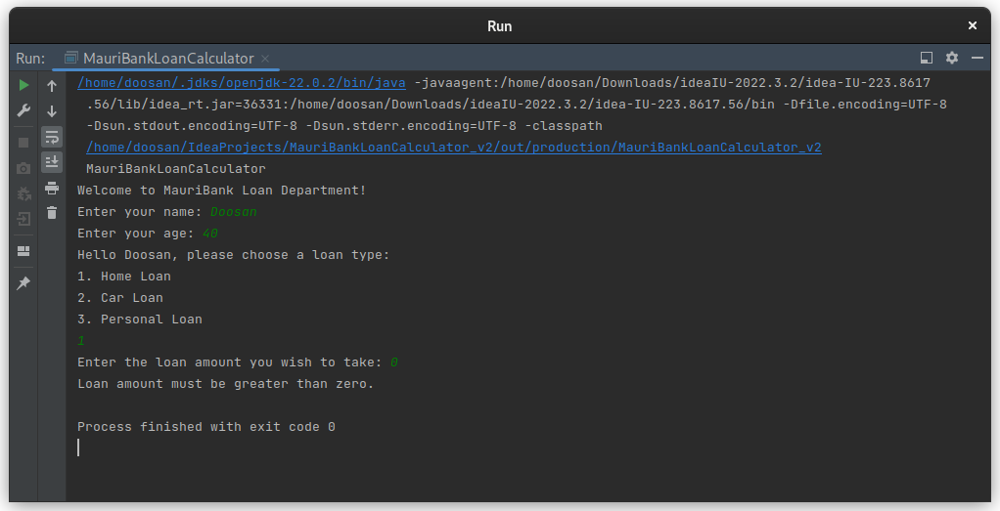 Run
Run: MauriBankLoanCalculator
/home/doosan/.jdks/openjdk-22.0.2/bin/java -javaagent:/home/doosan/Downloads/ideaIU-2022.3.2/idea-IU-223.8617
.56/lib/idea_rt.jar=36331:/home/doosan/Downloads/ideaIU-2022.3.2/idea-IU-223.8617.56/bin -Dfile.encoding=UTF-8
-Dsun.stdout.encoding=UTF-8 -Dsun.stderr.encoding=UTF-8 -classpath
/home/doosan/IdeaProjects/MauriBankLoanCalculator_v2/out/production/MauriBankLoanCalculator_v2
MauriBankLoanCalculator
Welcome to MauriBank Loan Department!
Enter your name: Doosan
Enter your age: 40
Hello Doosan, please choose a loan type:
1. Home Loan
2. Car Loan
3. Personal Loan
1
Enter the loan amount you wish to take: 0
Loan amount must be greater than zero.
Process finished with exit code 0